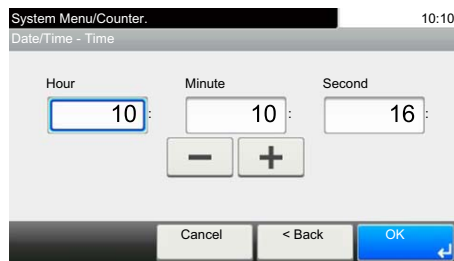 System Menu/Counter. 10:10
Date/Time - Time
Hour Minute Second
10 : 10 : 16 :
− +
Cancel < Back OK